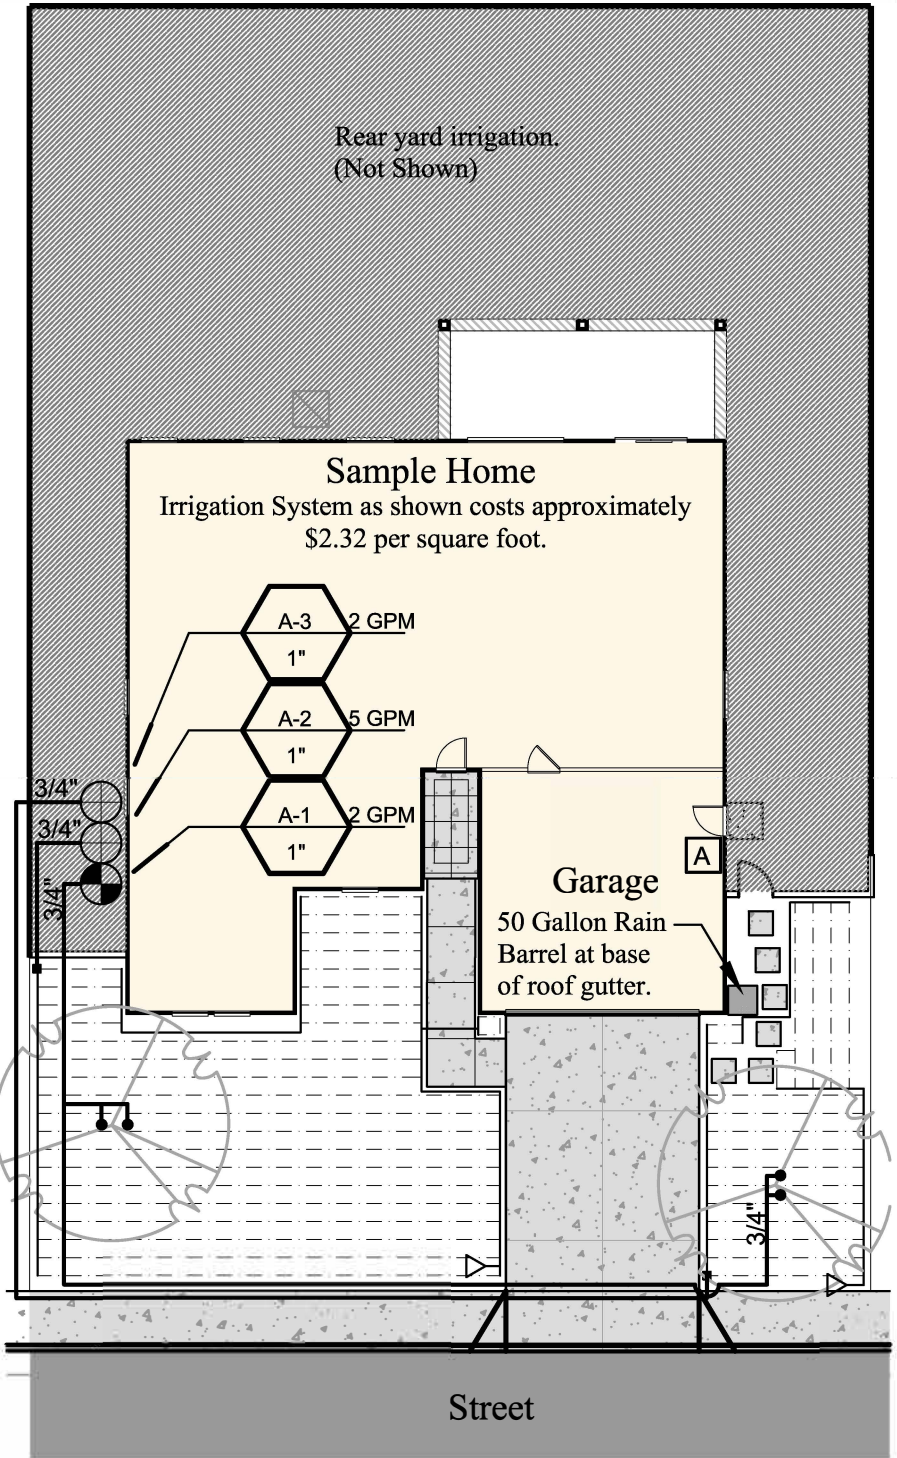 Rear yard irrigation.
(Not Shown)
Sample Home
Irrigation System as shown costs approximately
$2.32 per square foot.
A-3 2 GPM
1"
A-2 5 GPM
1"
3/4"
A-1 2 GPM
1"
3/4"
A
3/4"
Garage
50 Gallon Rain
Barrel at base
of roof gutter.
3/4"
Street